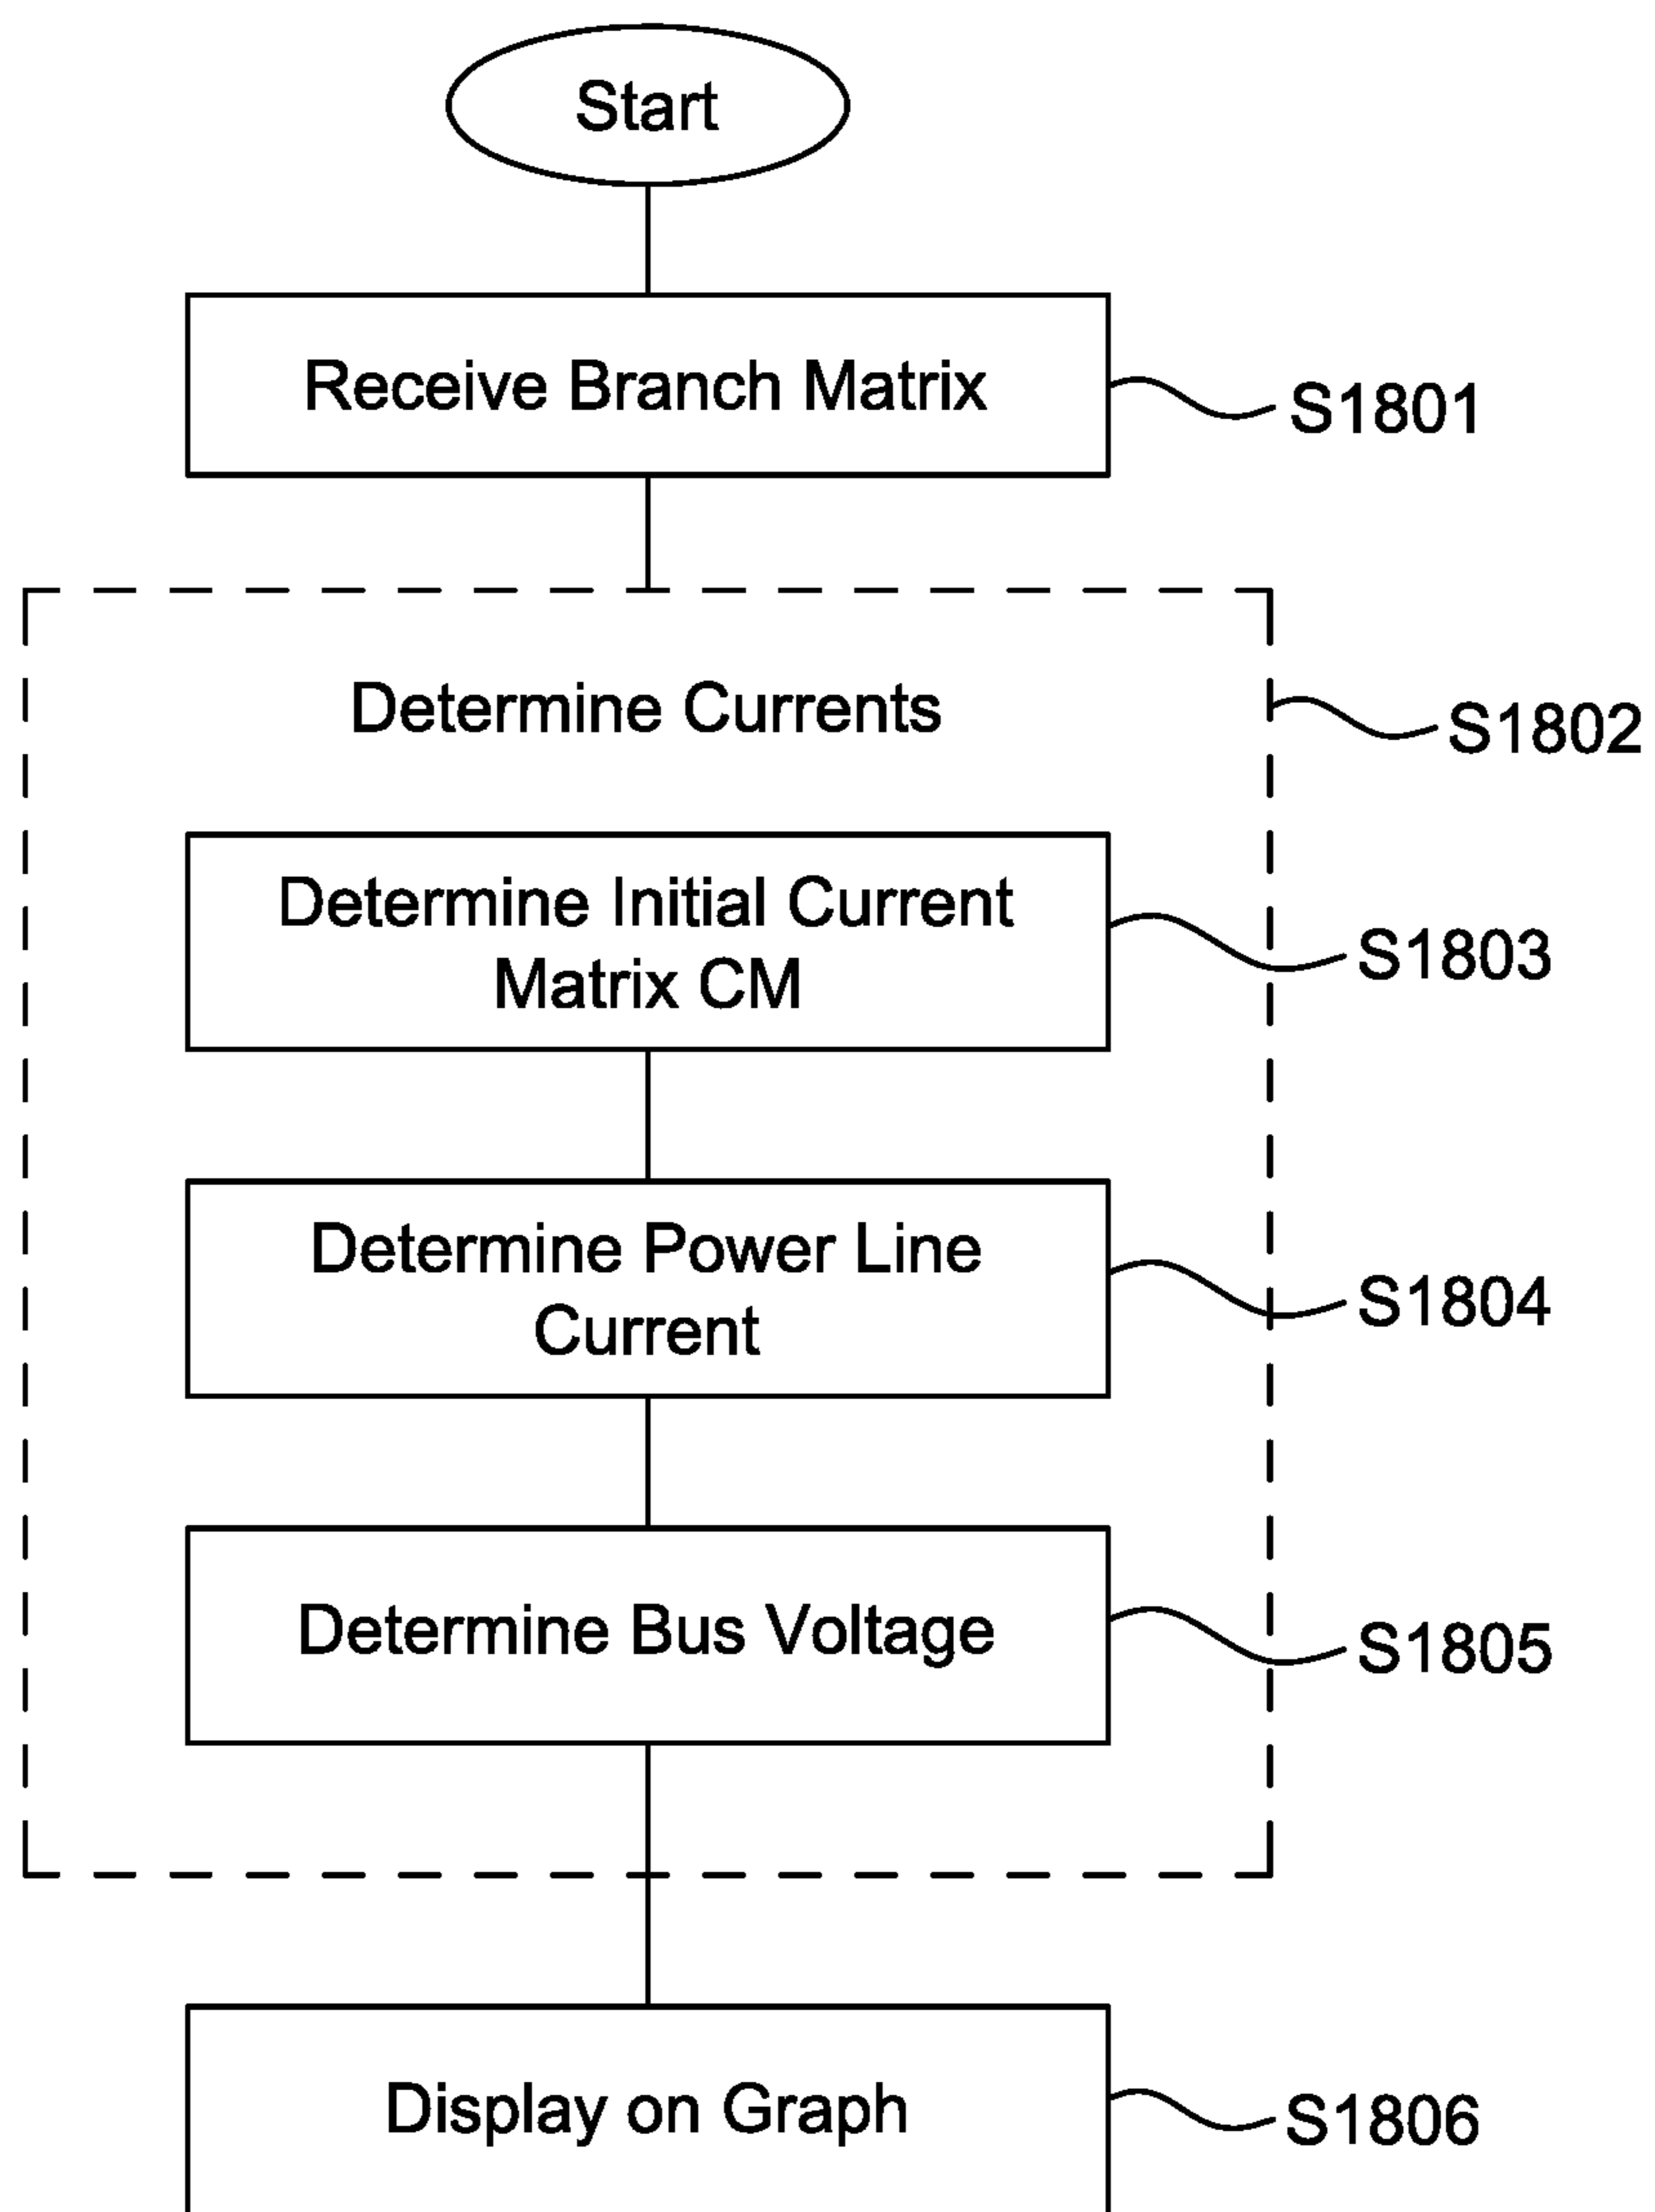 Start
Receive Branch Matrix
S1801
Determine Currents
S1802
Determine Initial Current
Matrix CM
S1803
Determine Power Line
Current
S1804
Determine Bus Voltage
S1805
Display on Graph
S1806